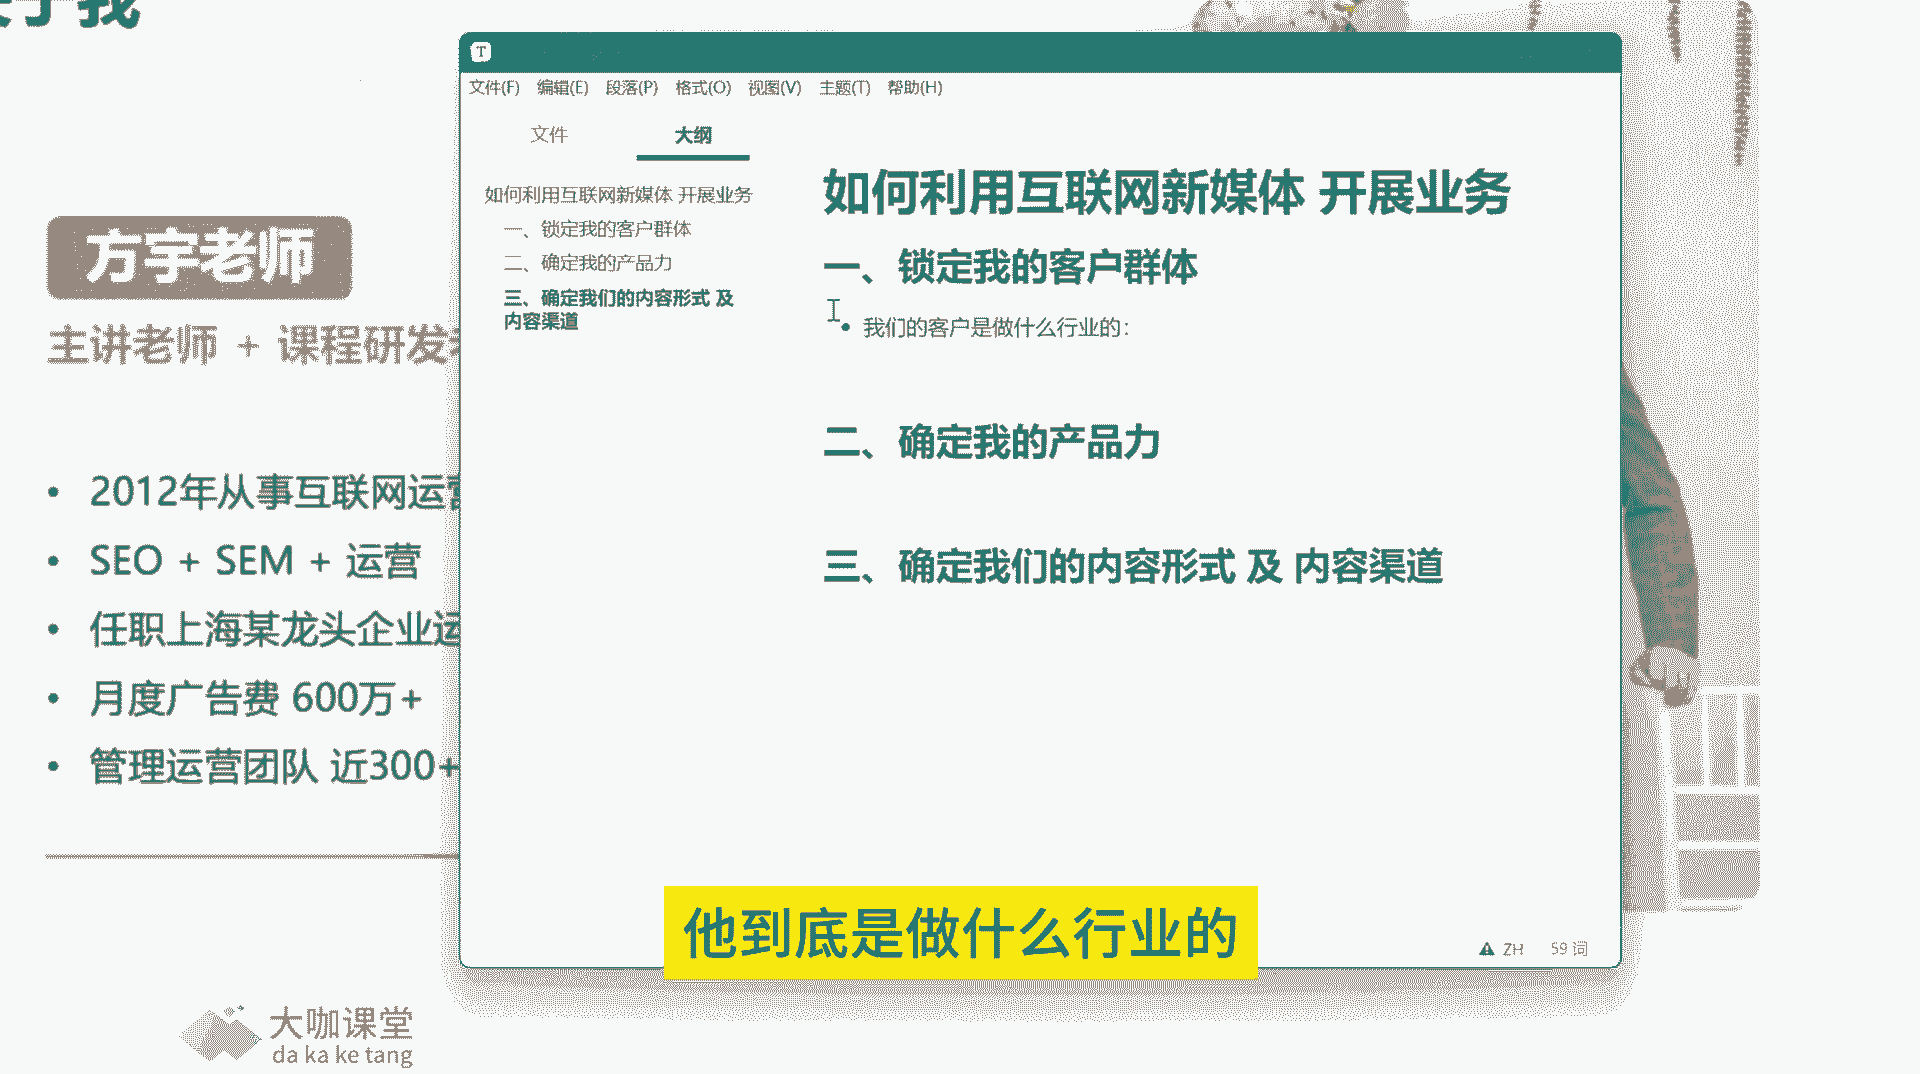 我
方宇老师
主讲老师 + 课程研发
2012年从事互联网运营
SEO + SEM + 运营
任职上海某龙头企业运
月度广告费 600万+
管理运营团队 近300+
T
文件(F) 编辑(E) 段落(P) 格式(O) 视图(V) 主题(T) 帮助(H)
文件 大纲
如何利用互联网新媒体 开展业务
一、锁定我的客户群体
二、确定我的产品力
三、确定我们的内容形式 及
内容渠道
如何利用互联网新媒体 开展业务
一、锁定我的客户群体
我们的客户是做什么行业的：
二、确定我的产品力
三、确定我们的内容形式 及 内容渠道
ZH 59 词
他到底是做什么行业的
大咖课堂
da ka ke tang